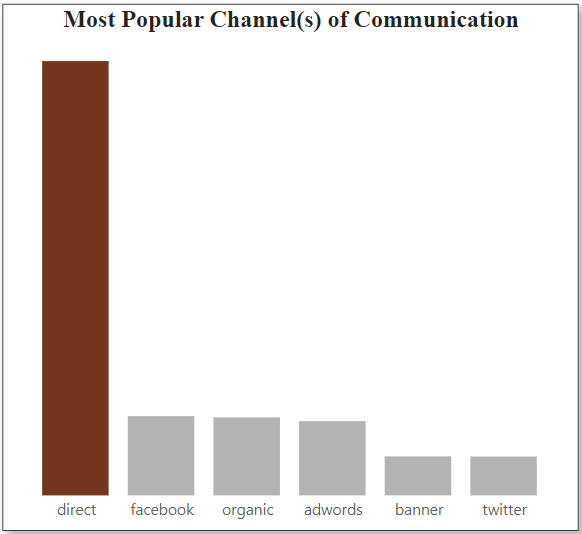 Most Popular Channel(s) of Communication
direct facebook organic adwords banner twitter